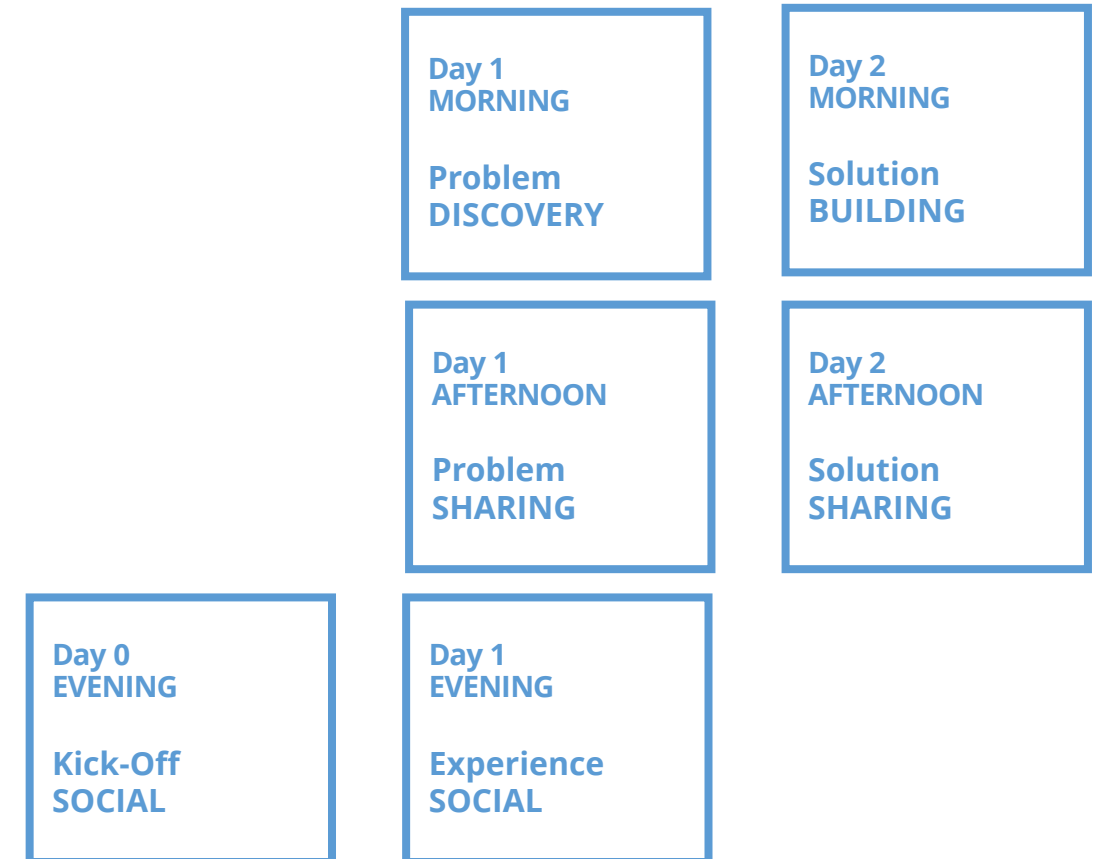 Day 1
MORNING
Problem
DISCOVERY
Day 2
MORNING
Solution
BUILDING
Day 1
AFTERNOON
Problem
SHARING
Day 2
AFTERNOON
Solution
SHARING
Day 0
EVENING
Kick-Off
SOCIAL
Day 1
EVENING
Experience
SOCIAL